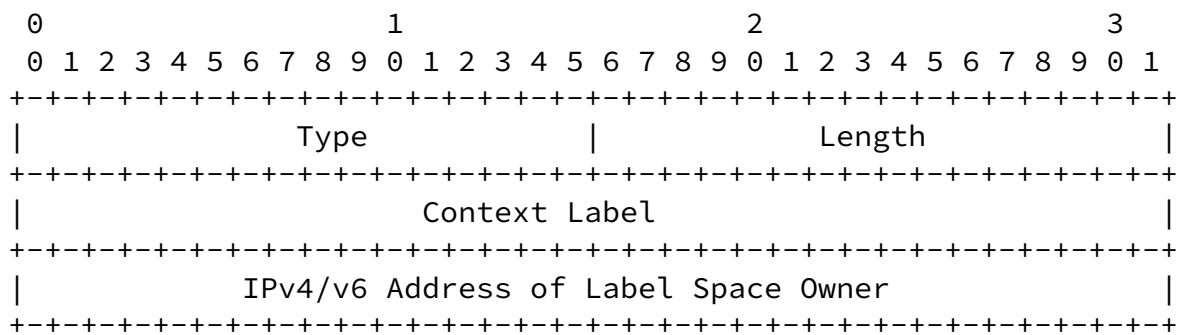 0                   1                   2                   3
 0 1 2 3 4 5 6 7 8 9 0 1 2 3 4 5 6 7 8 9 0 1 2 3 4 5 6 7 8 9 0 1
+-+-+-+-+-+-+-+-+-+-+-+-+-+-+-+-+-+-+-+-+-+-+-+-+-+-+-+-+-+-+-+-+
|               Type            |            Length             |
+-+-+-+-+-+-+-+-+-+-+-+-+-+-+-+-+-+-+-+-+-+-+-+-+-+-+-+-+-+-+-+-+
|                      Context Label                            |
+-+-+-+-+-+-+-+-+-+-+-+-+-+-+-+-+-+-+-+-+-+-+-+-+-+-+-+-+-+-+-+-+
|            IPv4/v6 Address of Label Space Owner               |
+-+-+-+-+-+-+-+-+-+-+-+-+-+-+-+-+-+-+-+-+-+-+-+-+-+-+-+-+-+-+-+-+